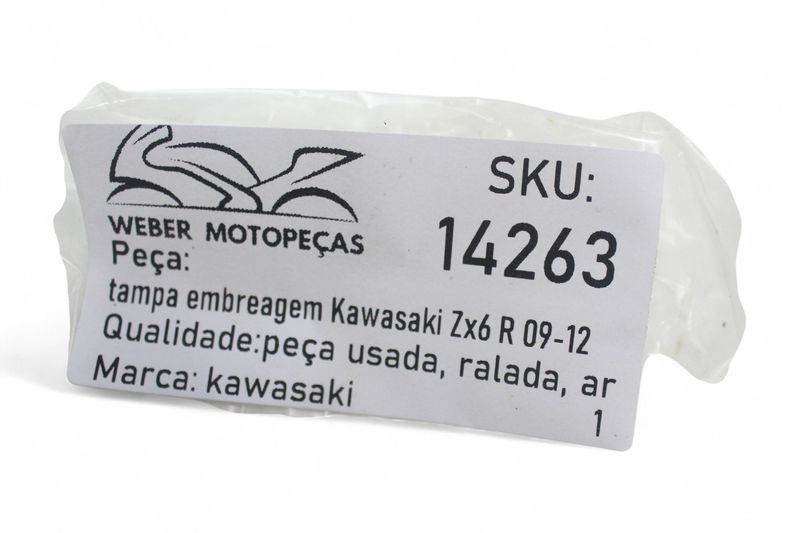 WEBER MOTOPEÇAS
SKU:
14263
Peça:
tampa embreagem Kawasaki Zx6 R 09-12
Qualidade:peça usada, ralada, ar
Marca: kawasaki
1